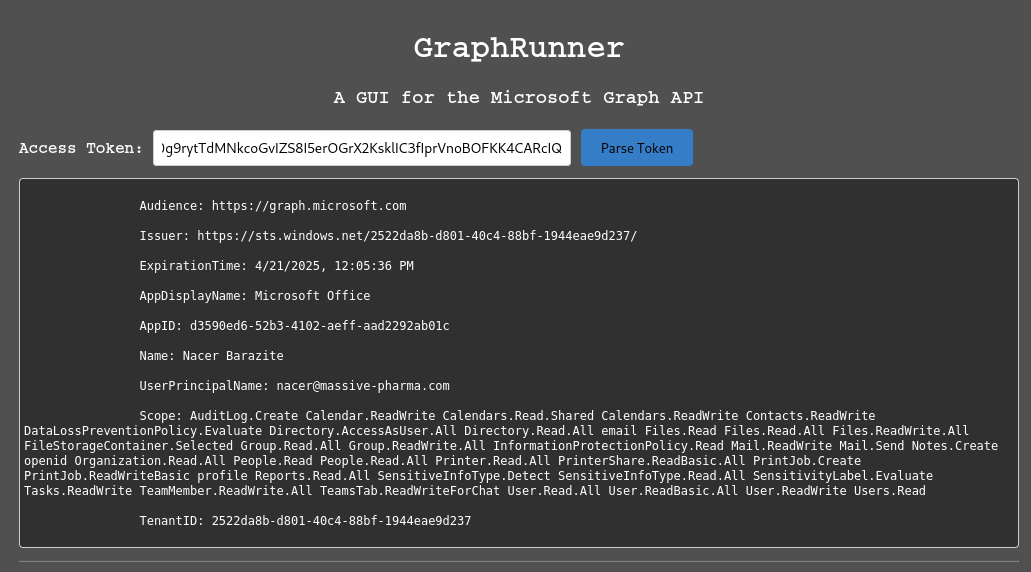 GraphRunner
A GUI for the Microsoft Graph API
Access Token: )g9rytTdMNkcoGvlZS8I5erOGrX2KsklIC3fIprVnoBOFKK4CARcIQ Parse Token
Audience: https://graph.microsoft.com
Issuer: https://sts.windows.net/2522da8b-d801-40c4-88bf-1944eae9d237/
ExpirationTime: 4/21/2025, 12:05:36 PM
AppDisplayName: Microsoft Office
AppID: d3590ed6-52b3-4102-aeff-aad2292ab01c
Name: Nacer Barazite
UserPrincipalName: nacer@massive-pharma.com
Scope: AuditLog.Create Calendar.ReadWrite Calendars.Read.Shared Calendars.ReadWrite Contacts.ReadWrite
DataLossPreventionPolicy.Evaluate Directory.AccessAsUser.All Directory.Read.All email Files.Read Files.Read.All Files.ReadWrite.All
FileStorageContainer.Selected Group.Read.All Group.ReadWrite.All InformationProtectionPolicy.Read Mail.ReadWrite Mail.Send Notes.Create
openid Organization.Read.All People.Read People.Read.All Printer.Read.All PrinterShare.ReadBasic.All PrintJob.Create
PrintJob.ReadWriteBasic profile Reports.Read.All SensitiveInfoType.Detect SensitiveInfoType.Read.All SensitivityLabel.Evaluate
Tasks.ReadWrite TeamMember.ReadWrite.All TeamsTab.ReadWriteForChat User.Read.All User.ReadBasic.All User.ReadWrite Users.Read
TenantID: 2522da8b-d801-40c4-88bf-1944eae9d237